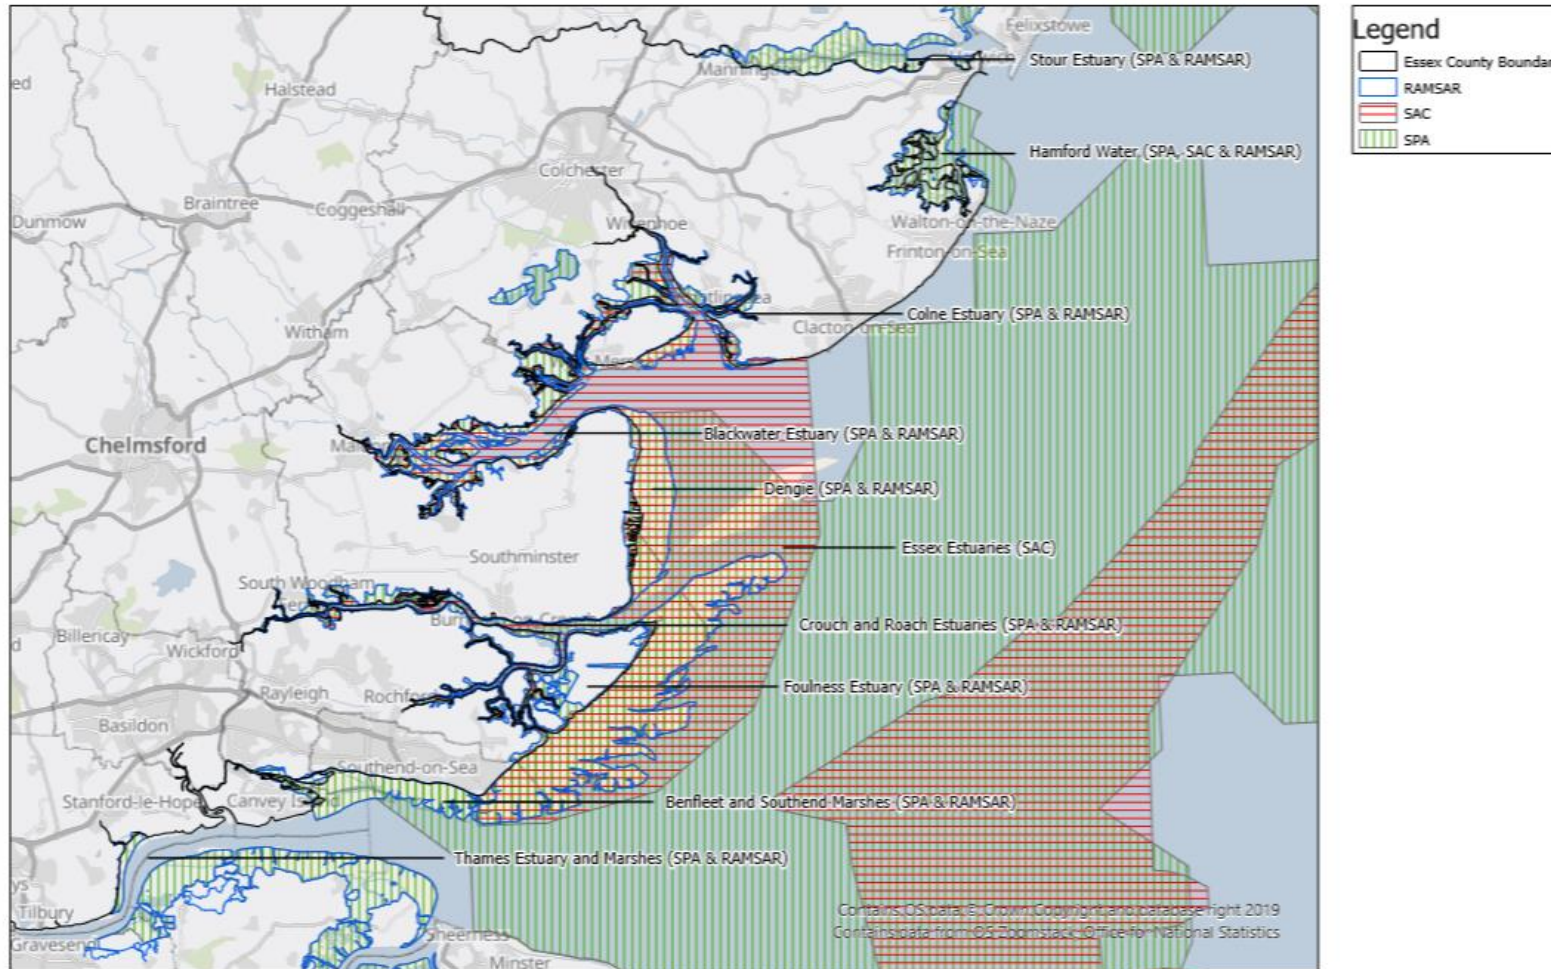 Legend
Essex County Boundar
RAMSAR
SAC
SPA
Felixstowe
Stour Estuary (SPA & RAMSAR)
Halstead
Hamford Water (SPA, SAC & RAMSAR)
Colchester
Braintree
Coggeshall
Dunmow
Walton-on-the-Naze
Frinton-on-Sea
Colne Estuary (SPA & RAMSAR)
Witham
Clacton-on-Sea
Chelmsford
Blackwater Estuary (SPA & RAMSAR)
Dengie (SPA & RAMSAR)
Essex Estuaries (SAC)
Southminster
South Woodham
Crouch and Roach Estuaries (SPA & RAMSAR)
Billericay
Wickford
Foulness Estuary (SPA & RAMSAR)
Rayleigh
Rochford
Basildon
Southend-on-Sea
Benfleet and Southend Marshes (SPA & RAMSAR)
Stanford-le-Hope
Canvey Island
Thames Estuary and Marshes (SPA & RAMSAR)
Tilbury
Contains OS data © Crown Copyright and database right 2019
Contains data from OS Zoomstack Office for National Statistics
Sheerness
Gravesend
Minster